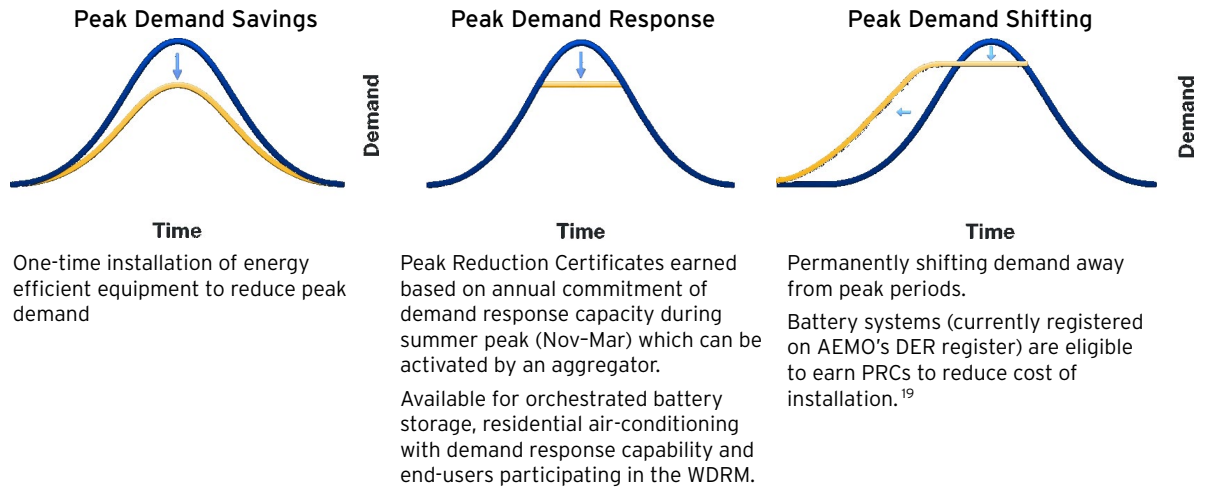 Peak Demand Savings
Demand
Time
One-time installation of energy
efficient equipment to reduce peak
demand
Peak Demand Response
Demand
Time
Peak Reduction Certificates earned
based on annual commitment of
demand response capacity during
summer peak (Nov–Mar) which can be
activated by an aggregator.
Available for orchestrated battery
storage, residential air-conditioning
with demand response capability and
end-users participating in the WDRM.
Peak Demand Shifting
Time
Permanently shifting demand away
from peak periods.
Battery systems (currently registered
on AEMO’s DER register) are eligible
to earn PRCs to reduce cost of
installation. 19